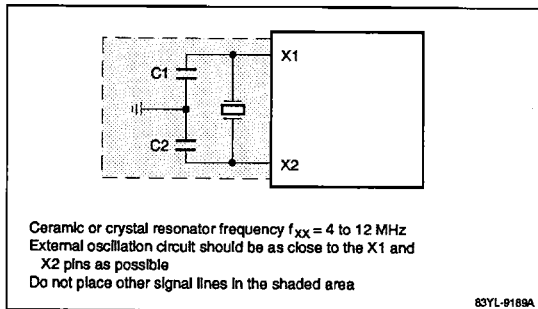 X1
C1
C2
X2
Ceramic or crystal resonator frequency fxx = 4 to 12 MHz
External oscillation circuit should be as close to the X1 and
X2 pins as possible
Do not place other signal lines in the shaded area
83YL-9189A